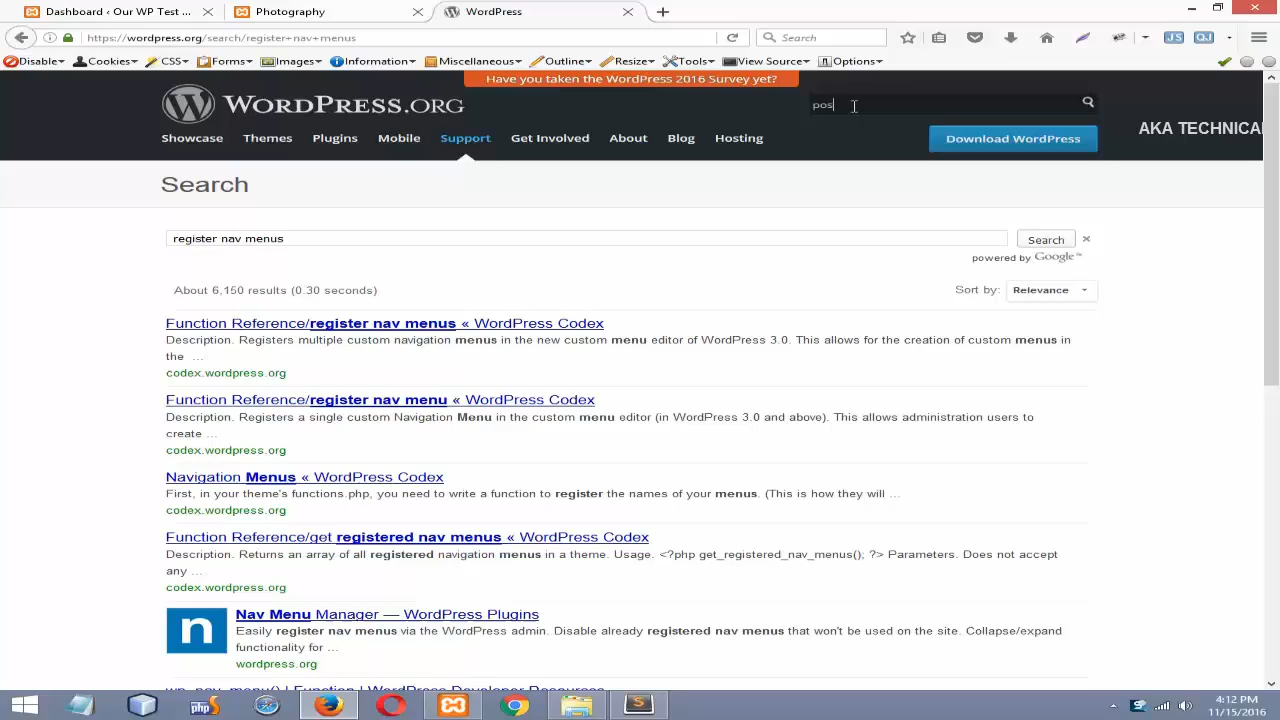 Dashboard ‹ Our WP Test ... × Photography × WordPress × +
https://wordpress.org/search/register+nav+menus Search
Disable▾ Cookies▾ CSS▾ Forms▾ Images▾ Information▾ Miscellaneous▾ Outline▾ Resize▾ Tools▾ View Source▾ Options▾
Have you taken the WordPress 2016 Survey yet?
WORDPRESS.ORG
pos
Showcase Themes Plugins Mobile Support Get Involved About Blog Hosting Download WordPress
AKA TECHNICA
Search
register nav menus Search ×
powered by Google™
About 6,150 results (0.30 seconds) Sort by: Relevance
Function Reference/register nav menus « WordPress Codex
Description. Registers multiple custom navigation menus in the new custom menu editor of WordPress 3.0. This allows for the creation of custom menus in
the ...
codex.wordpress.org
Function Reference/register nav menu « WordPress Codex
Description. Registers a single custom Navigation Menu in the custom menu editor (in WordPress 3.0 and above). This allows administration users to
create ...
codex.wordpress.org
Navigation Menus « WordPress Codex
First, in your theme's functions.php, you need to write a function to register the names of your menus. (This is how they will ...
codex.wordpress.org
Function Reference/get registered nav menus « WordPress Codex
Description. Returns an array of all registered navigation menus in a theme. Usage. <?php get_registered_nav_menus(); ?> Parameters. Does not accept
any ...
codex.wordpress.org
n
Nav Menu Manager — WordPress Plugins
Easily register nav menus via the WordPress admin. Disable already registered nav menus that won't be used on the site. Collapse/expand
functionality for ...
wordpress.org
wp_nav_menu() | Function | WordPress Developer Resources
php
4:12 PM
11/15/2016